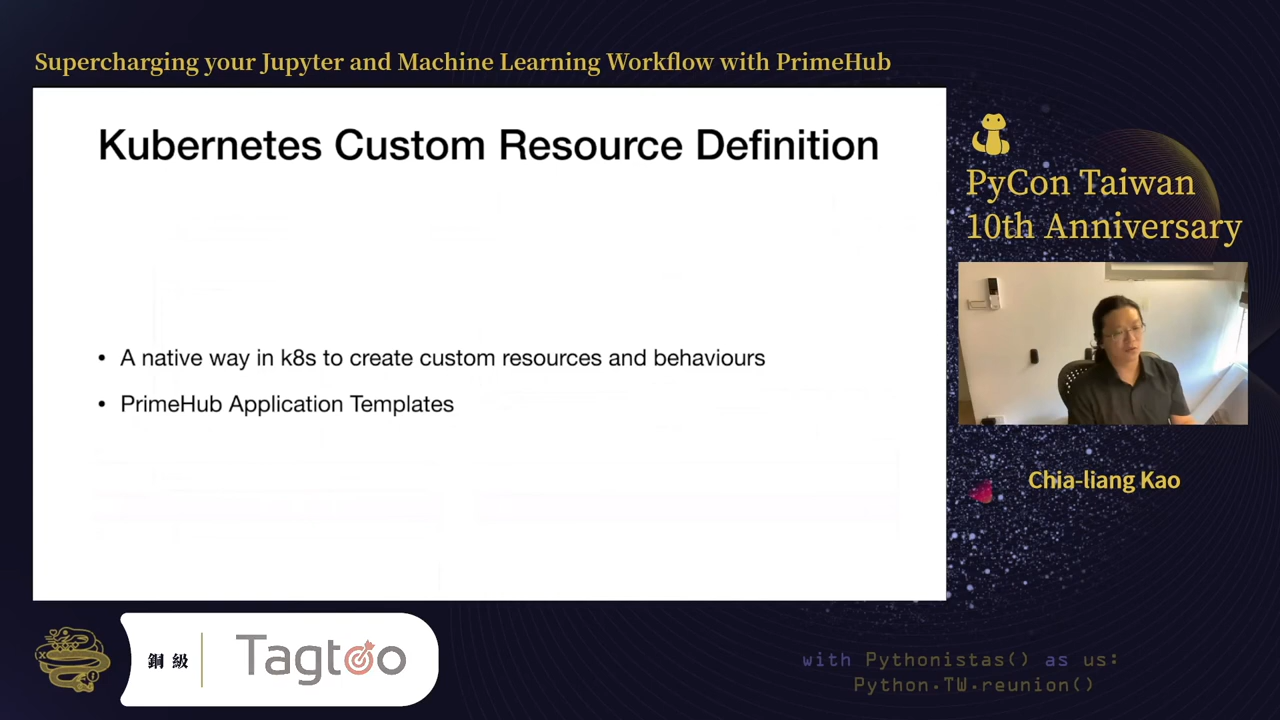 Supercharging your Jupyter and Machine Learning Workflow with PrimeHub
Kubernetes Custom Resource Definition
• A native way in k8s to create custom resources and behaviours
• PrimeHub Application Templates
PyCon Taiwan
10th Anniversary
Chia-liang Kao
銅 級
Tagtoo
with Pythonistas() as us:
Python.TW.reunion()